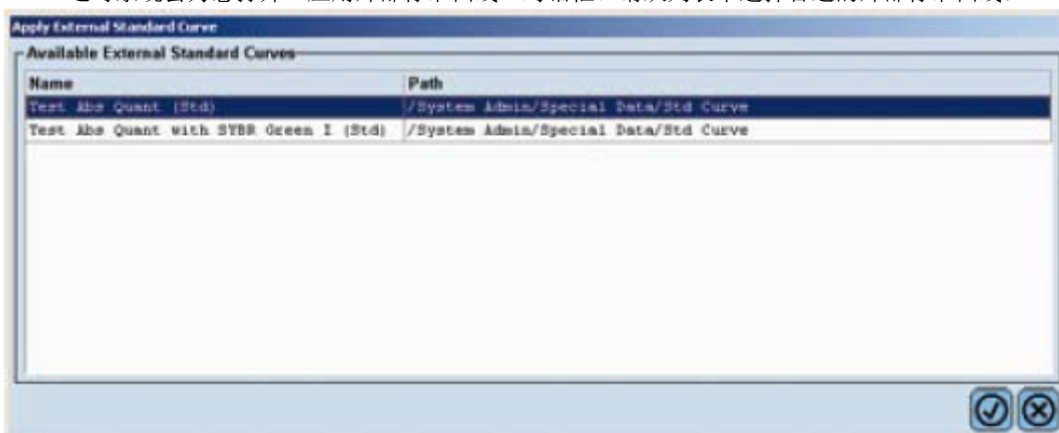 Apply External Standard Curve
Available External Standard Curves
Name Path
Test Abs Quant (Std) /System Admin/Special Data/Std Curve
Test Abs Quant with SYBR Green I (Std) /System Admin/Special Data/Std Curve